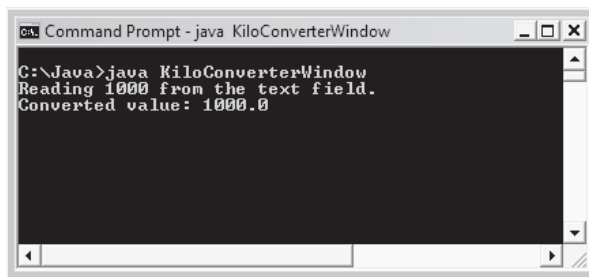 Command Prompt - java KiloConverterWindow
C:\Java>java KiloConverterWindow
Reading 1000 from the text field.
Converted value: 1000.0